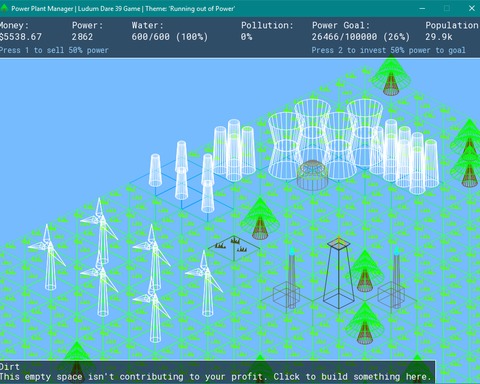 Power Plant Manager | Ludum Dare 39 Game | Theme: 'Running out of Power'
Money: Power: Water: Pollution: Power Goal: Population
$5538.67 2862 600/600 (100%) 0% 26466/100000 (26%) 29.9k
Press 1 to sell 50% power Press 2 to invest 50% power to goal
Dirt
This empty space isn't contributing to your profit. Click to build something here.